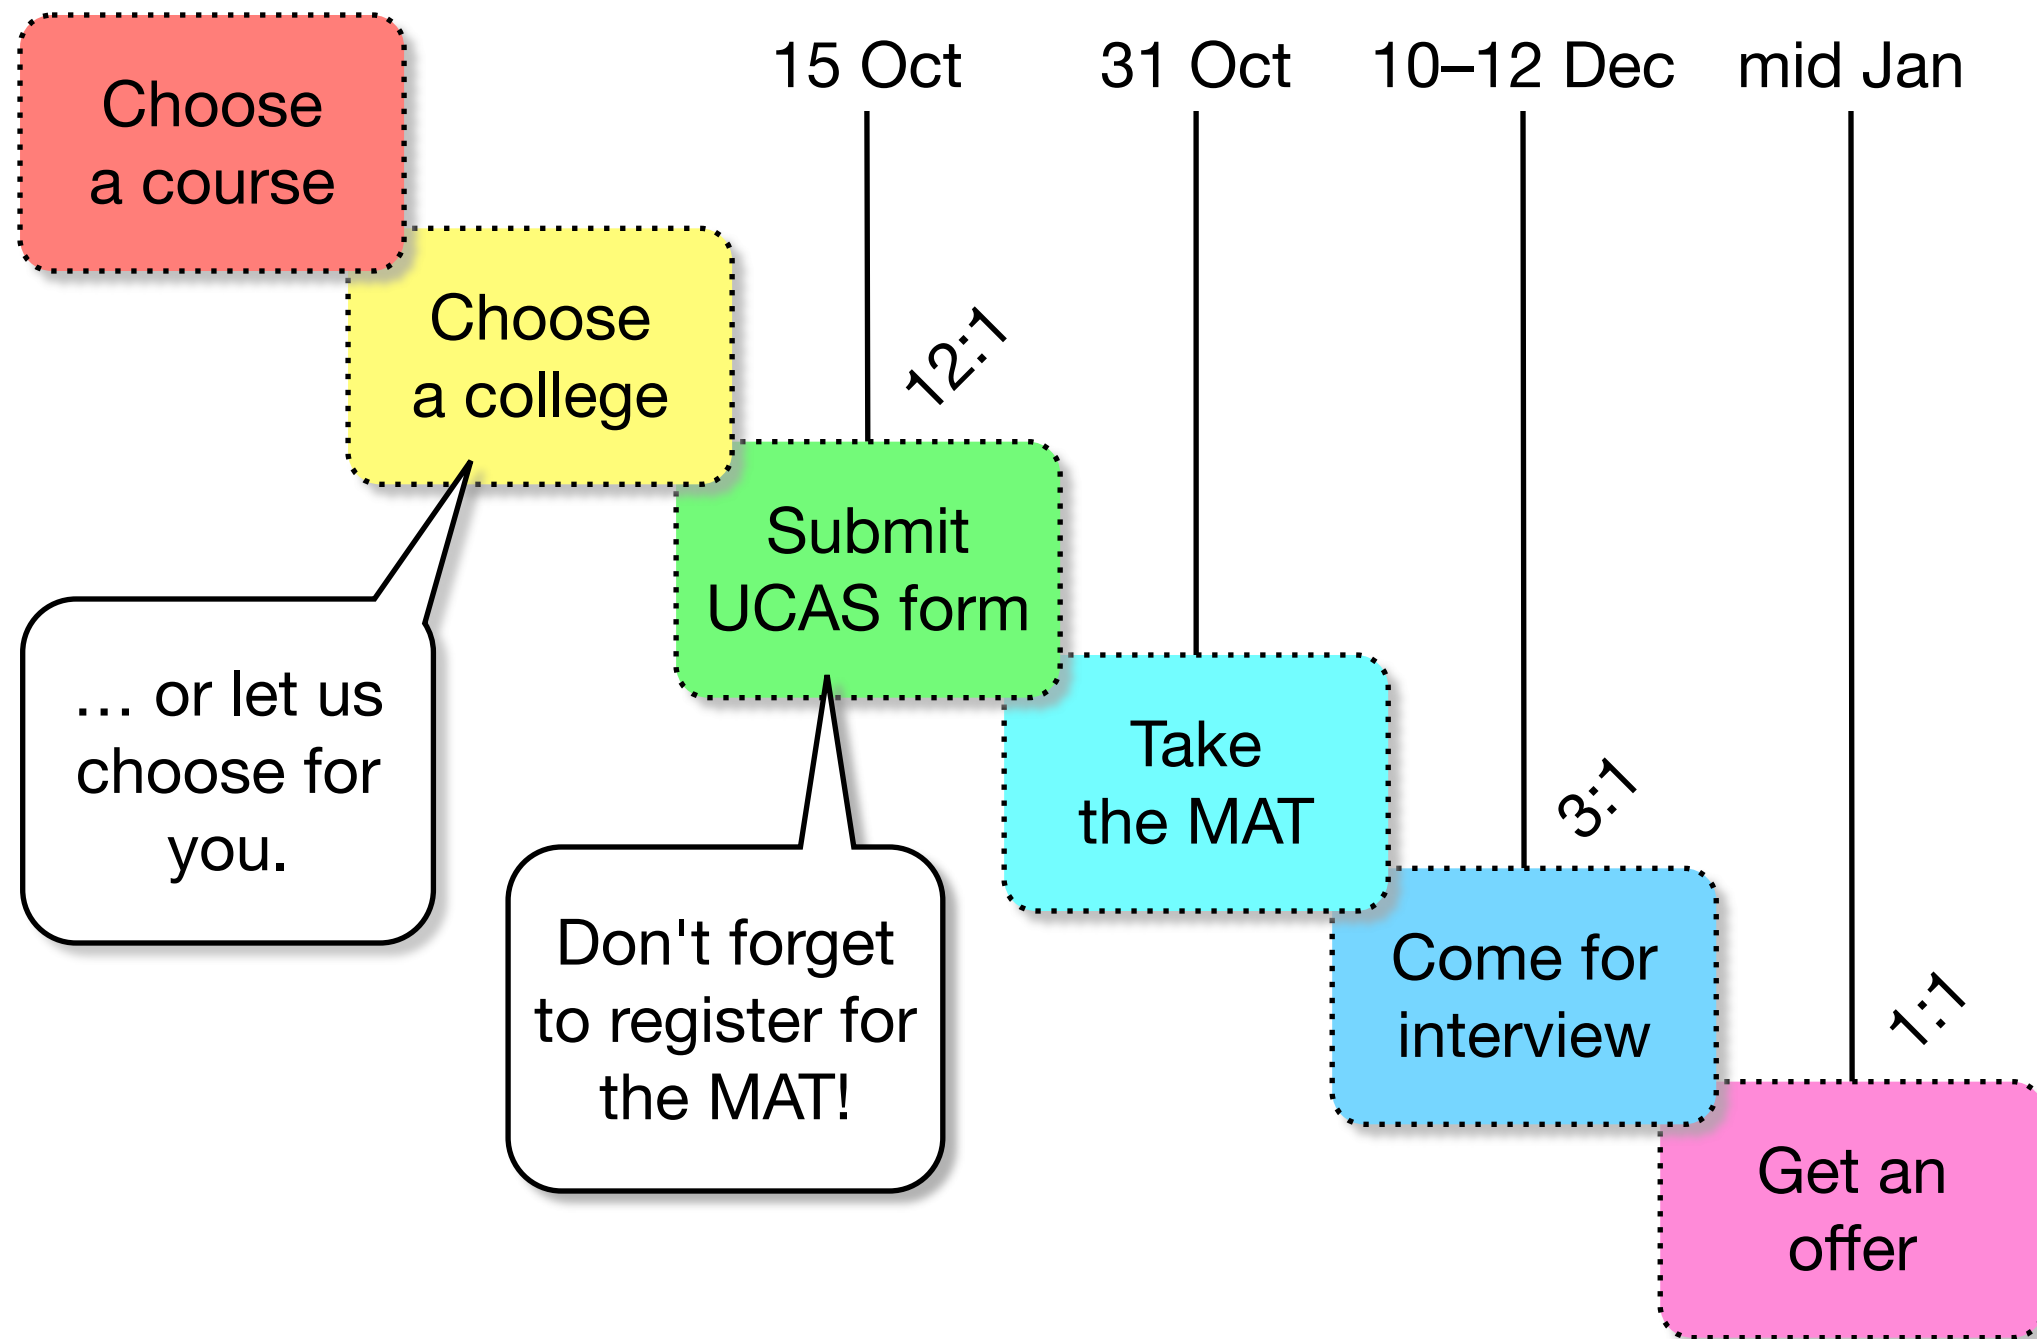 Choose
a course
15 Oct
31 Oct
10–12 Dec
mid Jan
Choose
a college
12:1
Submit
UCAS form
… or let us
choose for
you.
Take
the MAT
3:1
Don't forget
to register for
the MAT!
Come for
interview
1:1
Get an
offer